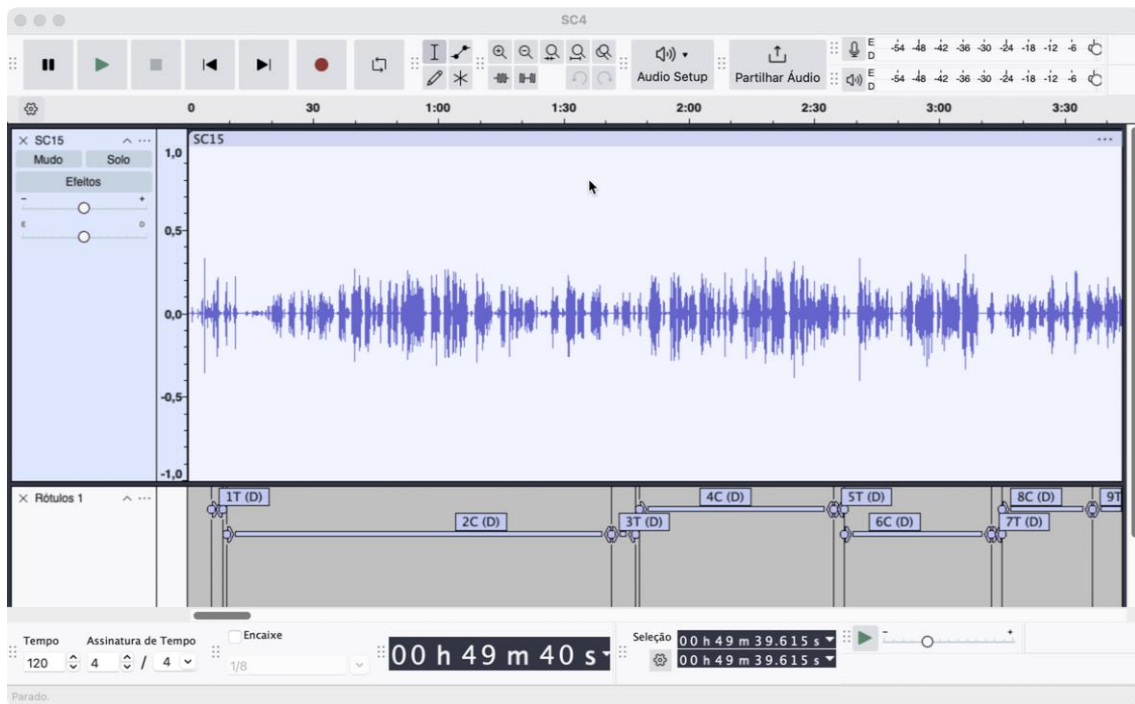 SC4
E
D -54 -48 -42 -36 -30 -24 -18 -12 -6
Audio Setup
Partilhar Áudio
E
D -54 -48 -42 -36 -30 -24 -18 -12 -6
0 30 1:00 1:30 2:00 2:30 3:00 3:30
SC15
SC15
Mudo Solo
Efeitos
- +
E D
1,0
0,5
0,0
-0,5
-1,0
Rótulos 1
1T (D) 4C (D) 5T (D) 8C (D) 9T
2C (D) 3T (D) 6C (D) 7T (D)
Tempo
120
Assinatura de Tempo
4 / 4
Encaixe
1/8
00 h 49 m 40 s
Seleção
00 h 49 m 39.615 s
00 h 49 m 39.615 s
- +
Parado.